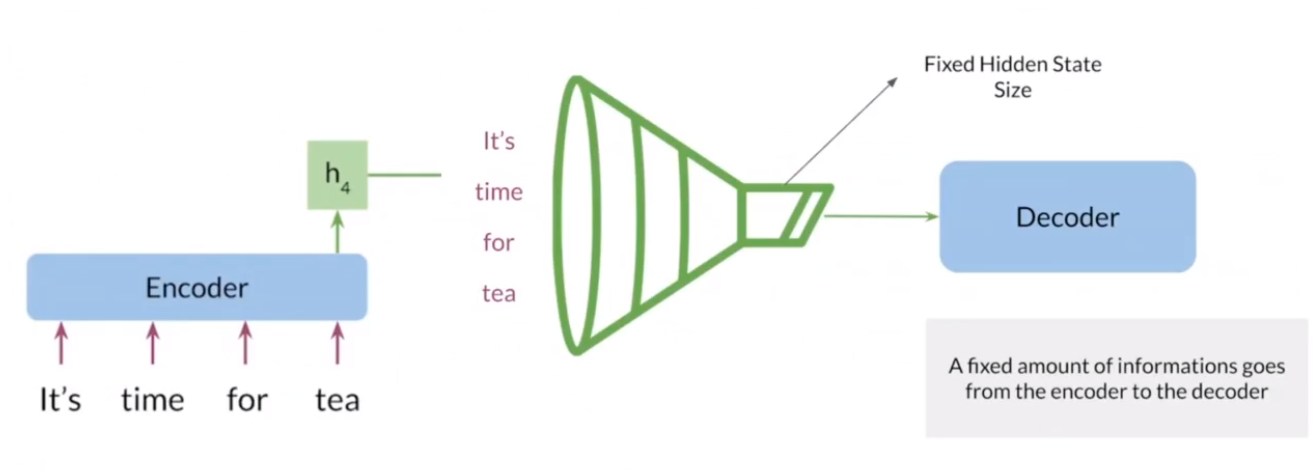 Fixed Hidden State
Size
h4
It's
time
for
tea
Encoder
Decoder
It's time for tea
A fixed amount of informations goes
from the encoder to the decoder